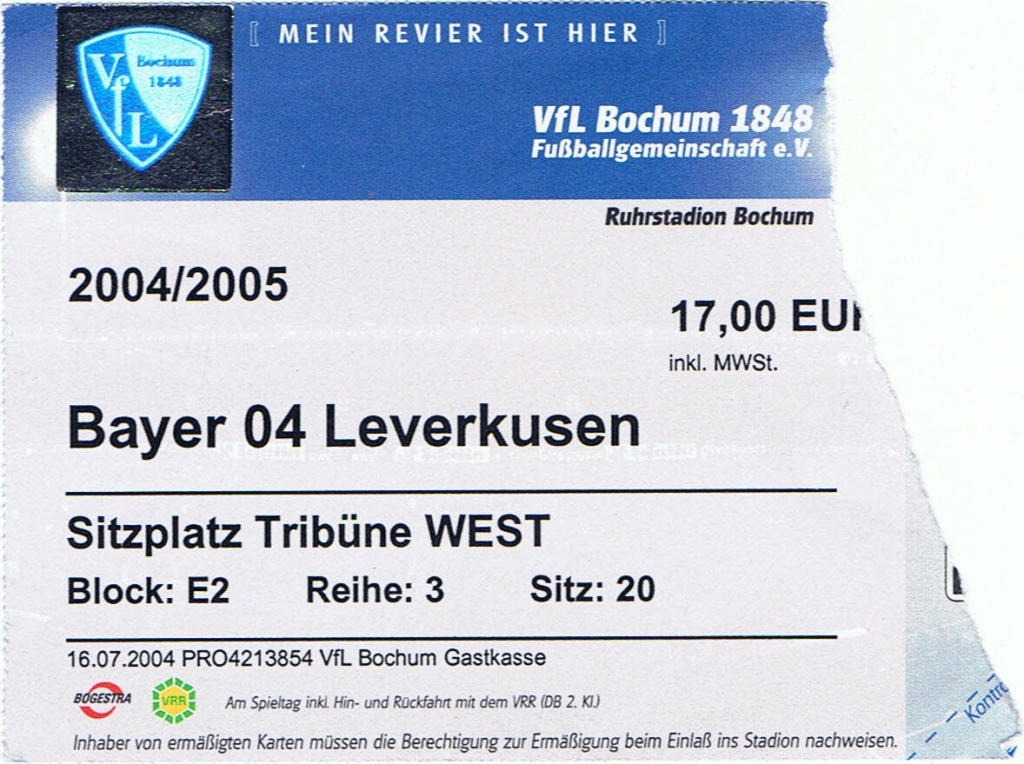 [ MEIN REVIER IST HIER ]
VfL Bochum 1848
VfL Bochum 1848
Fußballgemeinschaft e.V.
Ruhrstadion Bochum
2004/2005
17,00 EU
inkl. MWSt.
Bayer 04 Leverkusen
Sitzplatz Tribüne WEST
Block: E2 Reihe: 3 Sitz: 20
16.07.2004 PRO4213854 VfL Bochum Gastkasse
BOGESTRA VRR Am Spieltag inkl. Hin- und Rückfahrt mit dem VRR (DB 2. Kl.)
Kontro
Inhaber von ermäßigten Karten müssen die Berechtigung zur Ermäßigung beim Einlaß ins Stadion nachweisen.